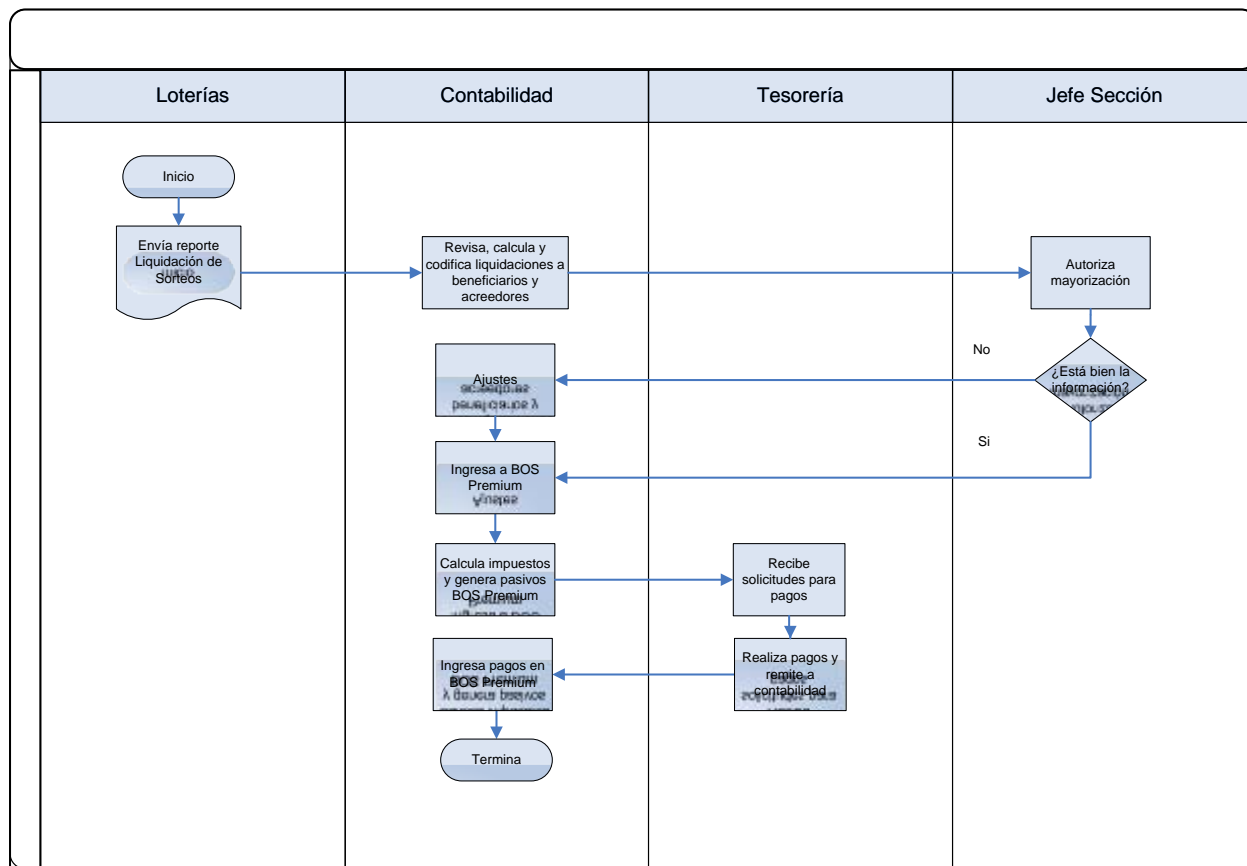 Loterías
Contabilidad
Tesorería
Jefe Sección
Inicio
Envía reporte
Liquidación de
Sorteos
Revisa, calcula y
codifica liquidaciones a
beneficiarios y
acreedores
Autoriza
mayorización
¿Está bien la
información?
No
Si
Ajustes
Ingresa a BOS
Premium
Calcula impuestos
y genera pasivos
BOS Premium
Recibe
solicitudes para
pagos
Realiza pagos y
remite a
contabilidad
Ingresa pagos en
BOS Premium
Termina